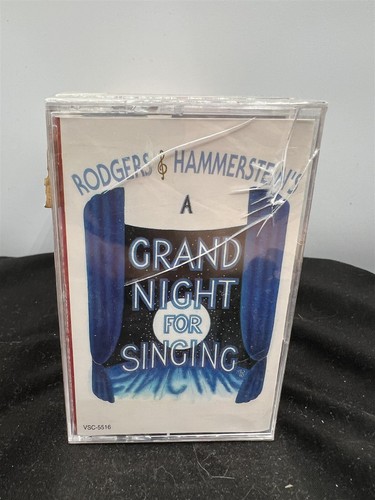 RODGERS & HAMMERSTEIN'S
A
GRAND
NIGHT
FOR
SINGING
VSC-5516